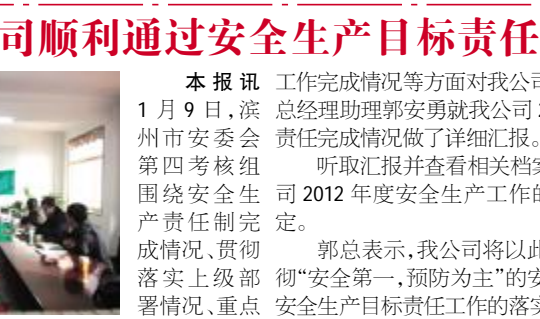 司顺利通过安全生产目标责任
本报讯
1月9日,滨
州市安委会
第四考核组
围绕安全生
产责任制完
成情况、贯彻
落实上级部
署情况、重点
工作完成情况等方面对我公司
总经理助理郭安勇就我公司2
责任完成情况做了详细汇报。
听取汇报并查看相关档案
司2012年度安全生产工作的
定。
郭总表示,我公司将以此
彻“安全第一,预防为主”的安
安全生产目标责任工作的落实